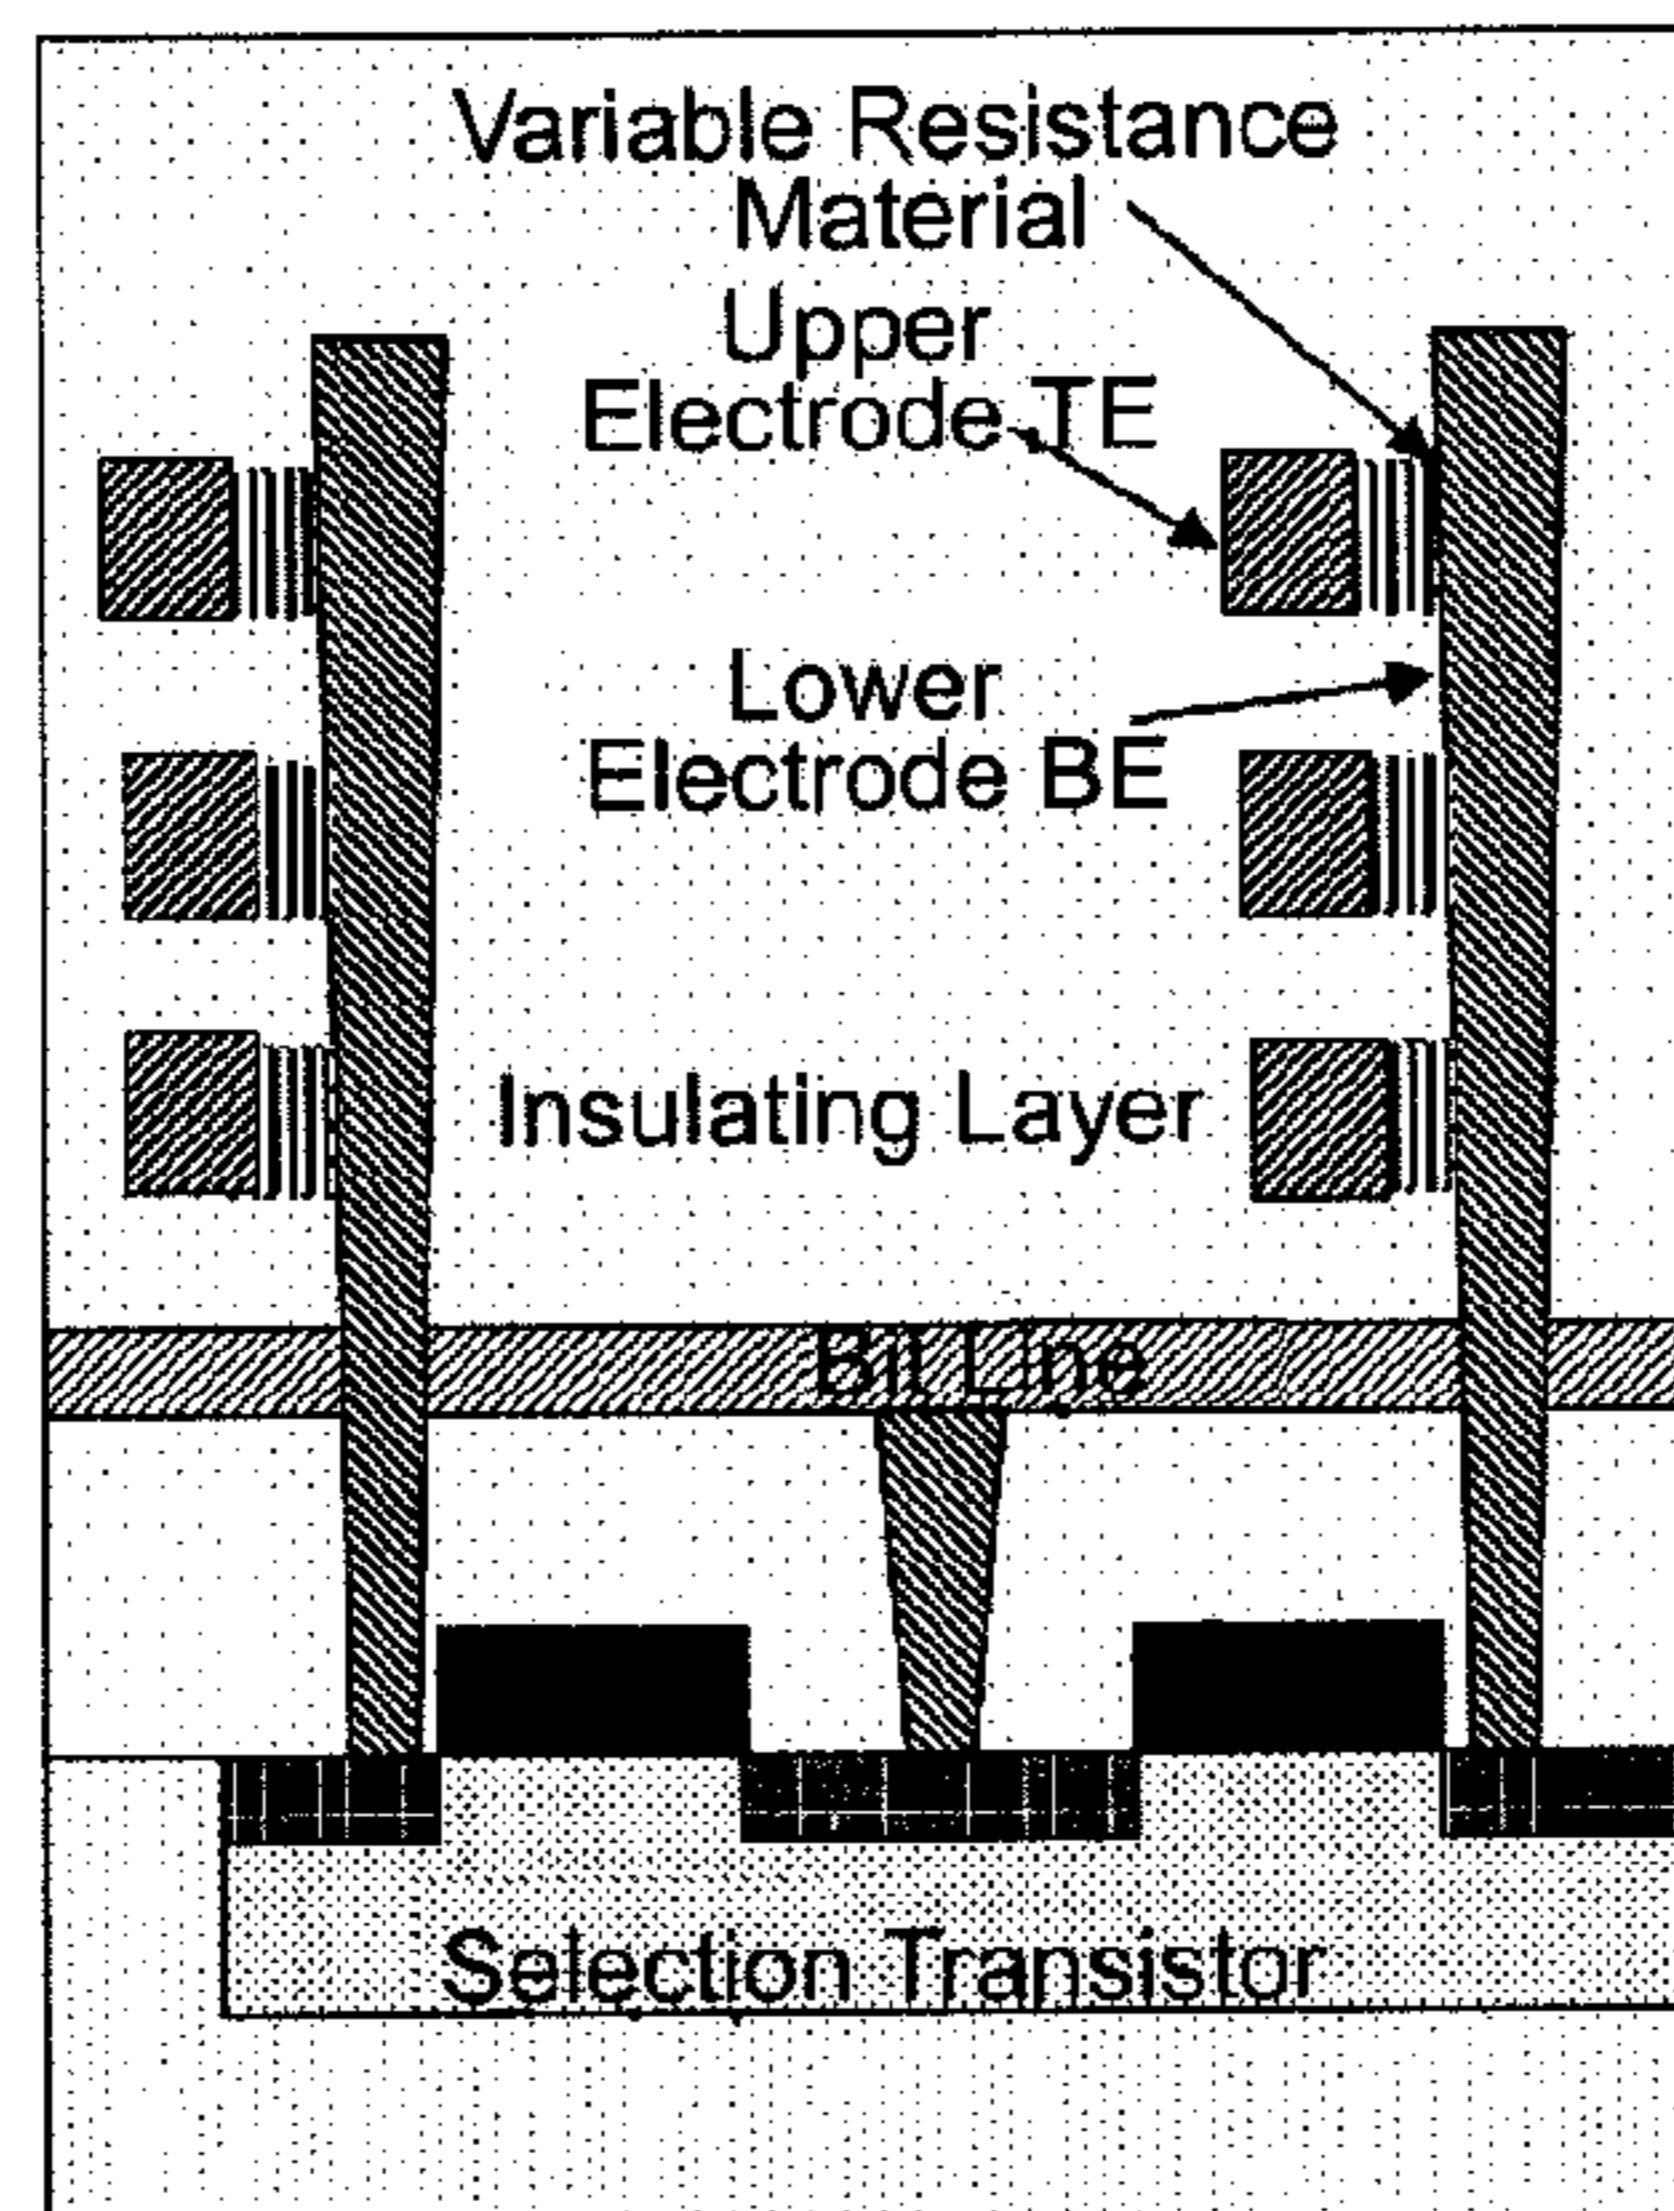 Variable Resistance
Material
Upper
Electrode TE
Lower
Electrode BE
Insulating Layer
Bit Line
Selection Transistor